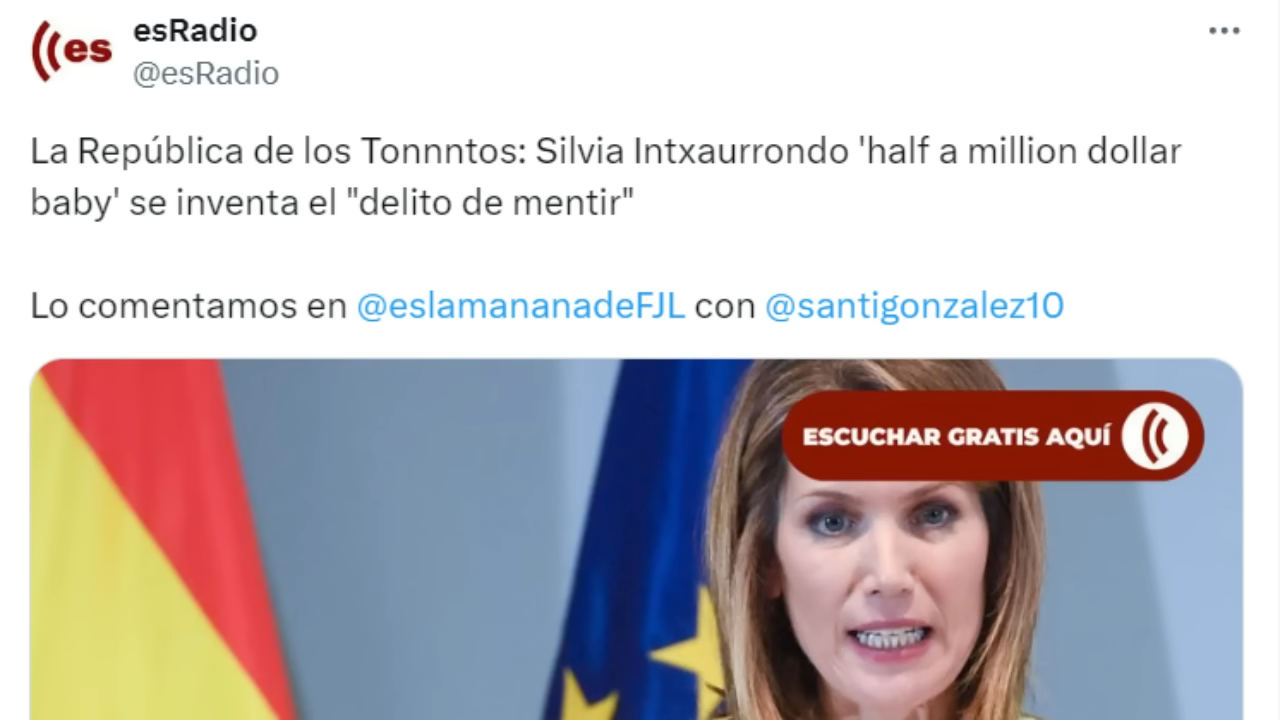 ((es
esRadio
@esRadio
La República de los Tonnntos: Silvia Intxaurrondo 'half a million dollar
baby' se inventa el "delito de mentir"
Lo comentamos en @eslamananadeFJL con @santigonzalez10
ESCUCHAR GRATIS AQUÍ